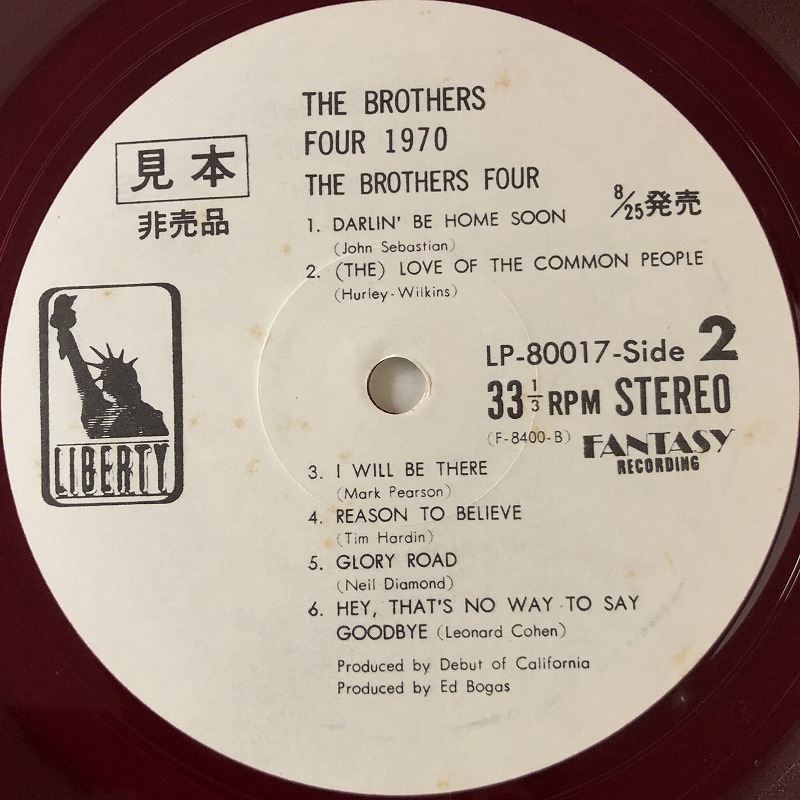 THE BROTHERS
FOUR 1970
THE BROTHERS FOUR
見本
非売品
8/25発売
1. DARLIN' BE HOME SOON
(John Sebastian)
2. (THE) LOVE OF THE COMMON PEOPLE
(Hurley-Wilkins)
LIBERTY
LP-80017-Side 2
33 1/3 RPM STEREO
(F-8400-B) FANTASY
RECORDING
3. I WILL BE THERE
(Mark Pearson)
4. REASON TO BELIEVE
(Tim Hardin)
5. GLORY ROAD
(Neil Diamond)
6. HEY, THAT'S NO WAY TO SAY
GOODBYE (Leonard Cohen)
Produced by Debut of California
Produced by Ed Bogas